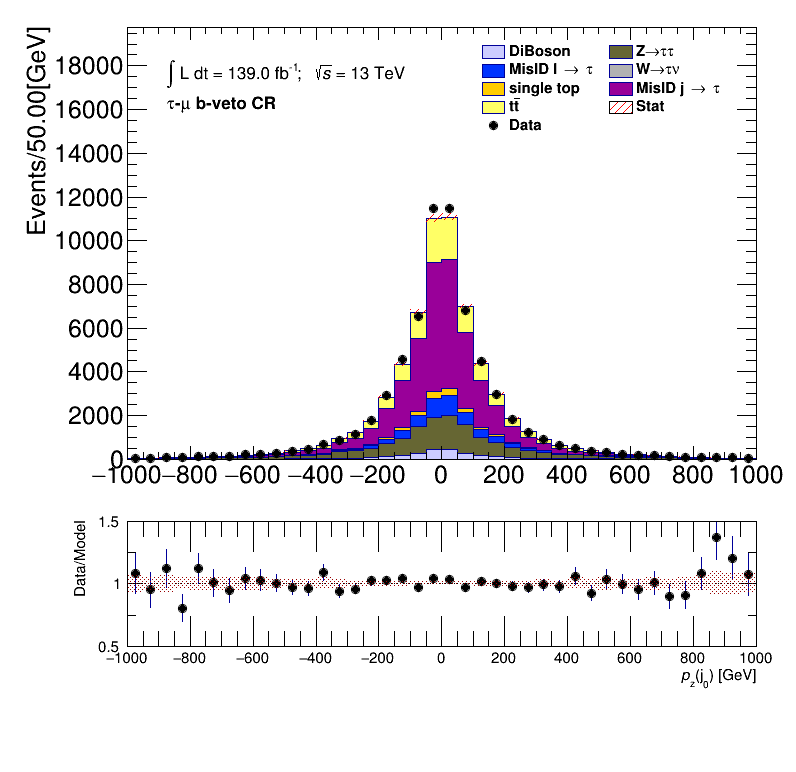 Events/50.00[GeV]
18000
16000
14000
12000
10000
8000
6000
4000
2000
0
∫ L dt = 139.0 fb⁻¹; √s = 13 TeV
τ-μ b-veto CR
DiBoson
MisID l → τ
single top
tt̄
Data
Z→ττ
W→τν
MisID j → τ
Stat
−1000 −800 −600 −400 −200 0 200 400 600 800 1000
Data/Model
1.5
1
0.5
−1000 −800 −600 −400 −200 0 200 400 600 800 1000
p_z(j_0) [GeV]